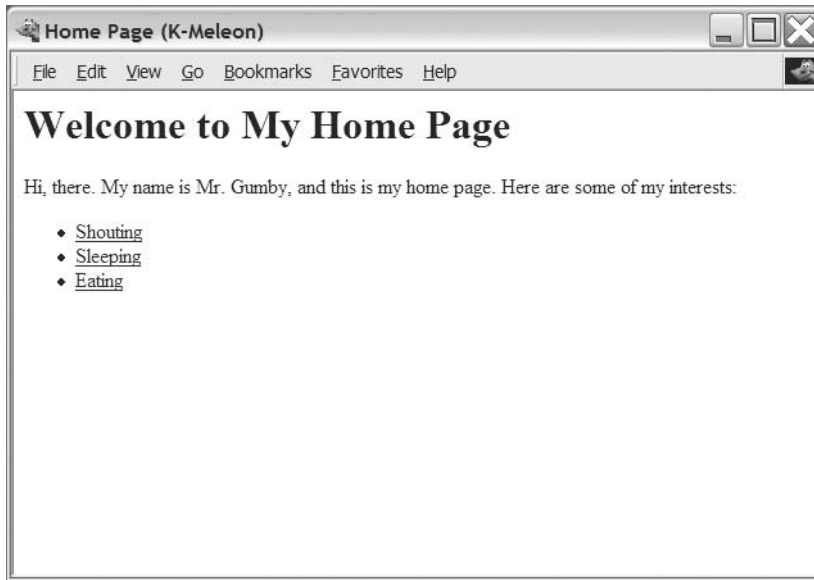 Home Page (K-Meleon)
File Edit View Go Bookmarks Favorites Help
Welcome to My Home Page
Hi, there. My name is Mr. Gumby, and this is my home page. Here are some of my interests:
Shouting
Sleeping
Eating